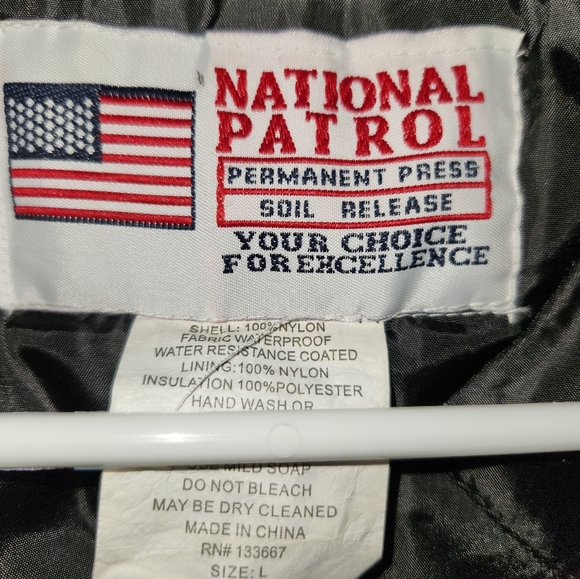 NATIONAL
PATROL
PERMANENT PRESS
SOIL RELEASE
YOUR CHOICE
FOR EXCELLENCE
SHELL: 100%NYLON
FABRIC WATERPROOF
WATER RESISTANCE COATED
LINING:100% NYLON
INSULATION 100%POLYESTER
HAND WASH OR
MILD SOAP
DO NOT BLEACH
MAY BE DRY CLEANED
MADE IN CHINA
RN# 133667
SIZE: L